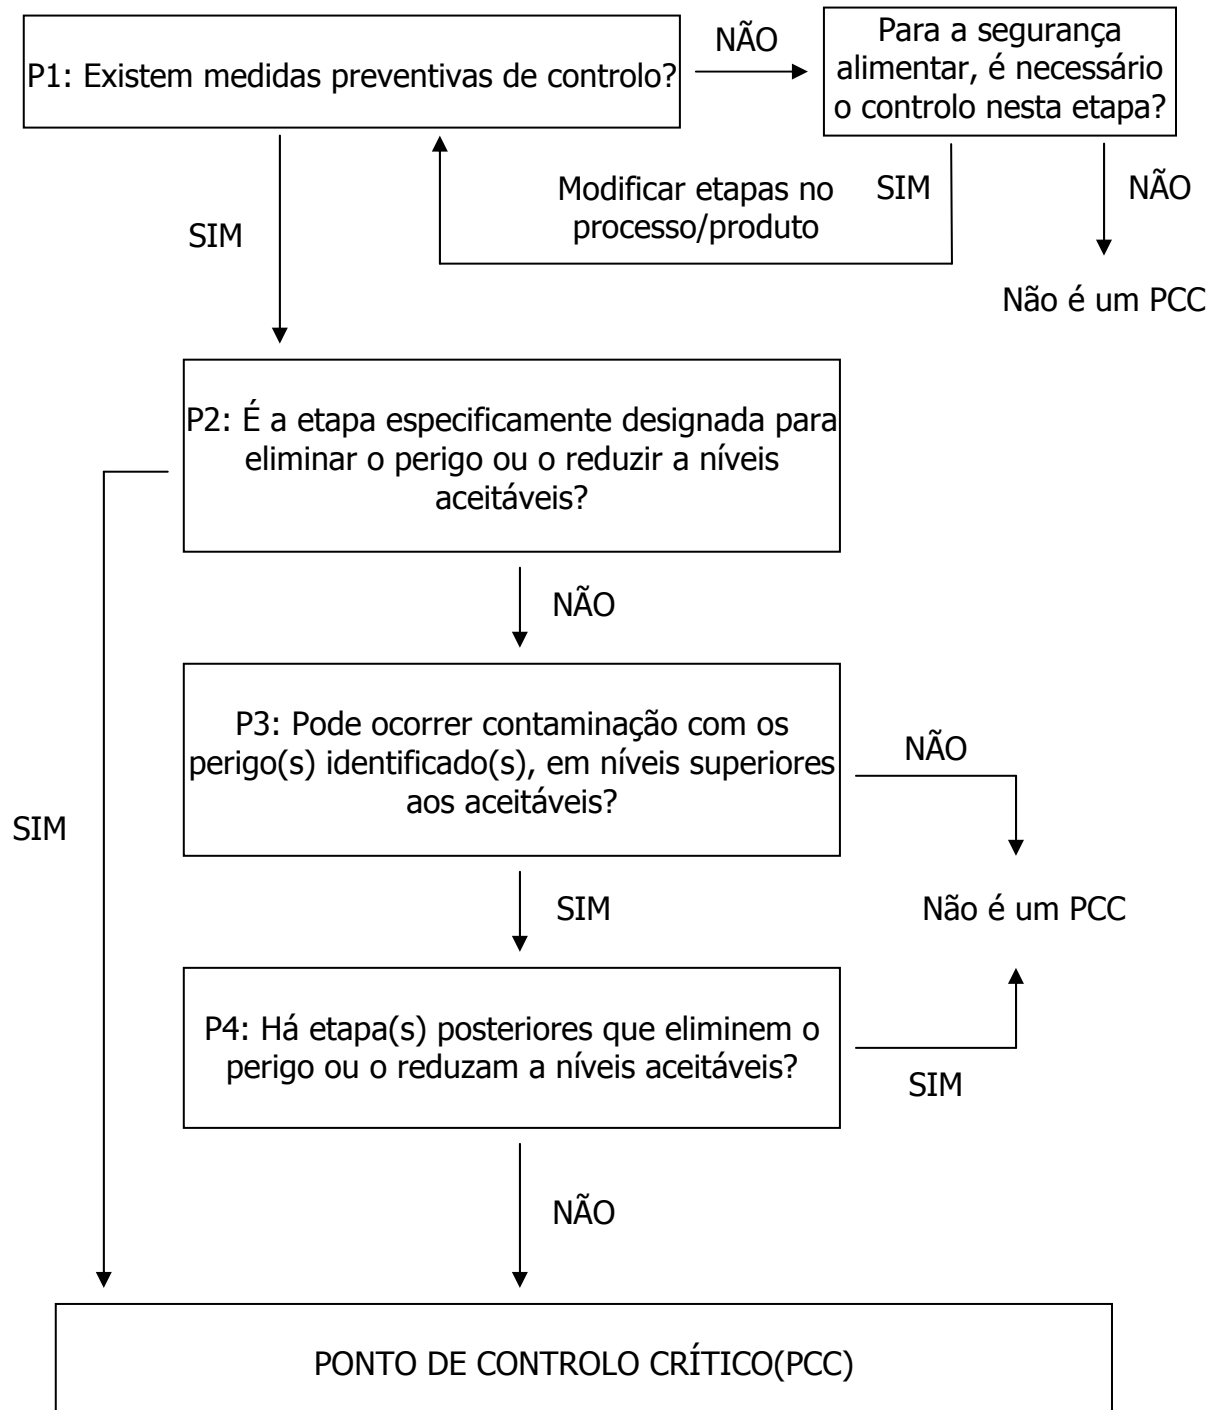 P1: Existem medidas preventivas de controlo?
NÃO
Para a segurança
alimentar, é necessário
o controlo nesta etapa?
SIM
Modificar etapas no
processo/produto
SIM
NÃO
Não é um PCC
P2: É a etapa especificamente designada para
eliminar o perigo ou o reduzir a níveis
aceitáveis?
NÃO
SIM
P3: Pode ocorrer contaminação com os
perigo(s) identificado(s), em níveis superiores
aos aceitáveis?
NÃO
SIM
Não é um PCC
P4: Há etapa(s) posteriores que eliminem o
perigo ou o reduzam a níveis aceitáveis?
SIM
NÃO
PONTO DE CONTROLO CRÍTICO(PCC)